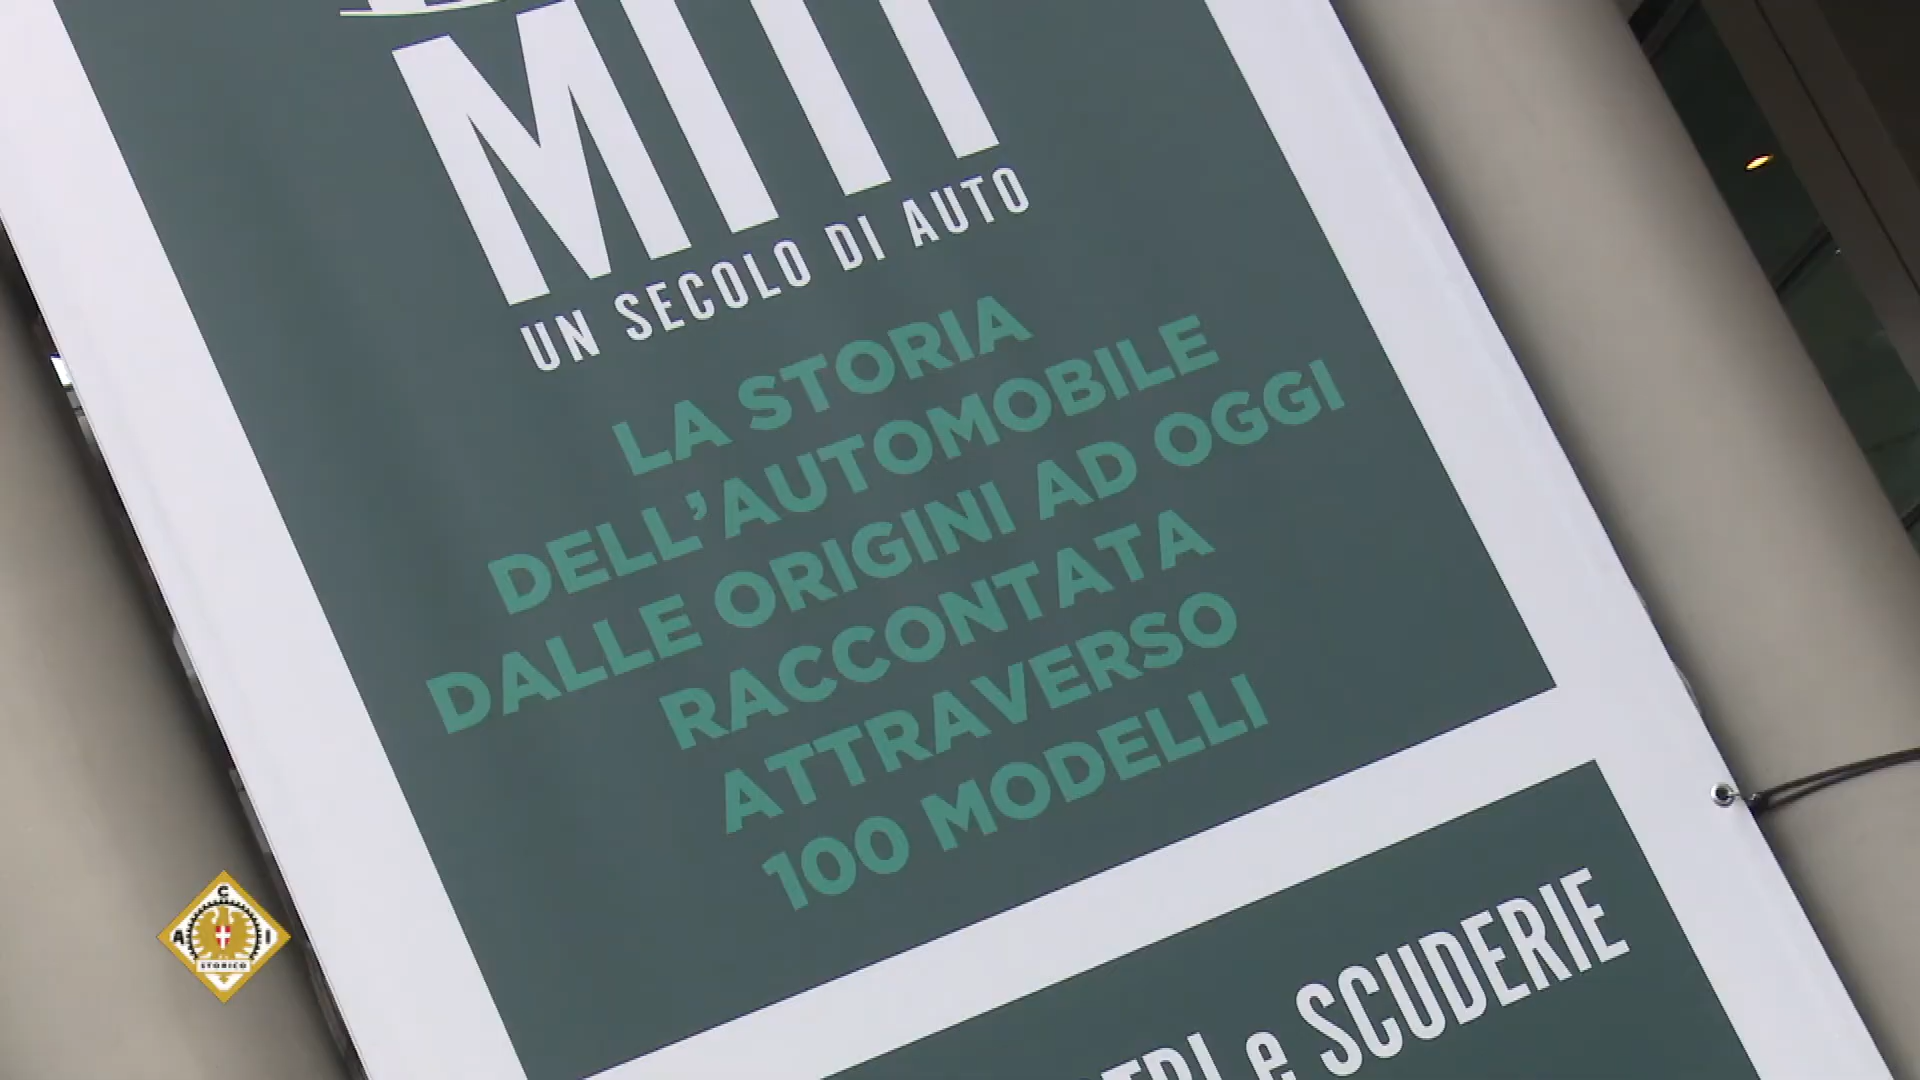 MITI
UN SECOLO DI AUTO
LA STORIA
DELL'AUTOMOBILE
DALLE ORIGINI AD OGGI
RACCONTATA
ATTRAVERSO
100 MODELLI
e SCUDERIE
ACI
STORICO